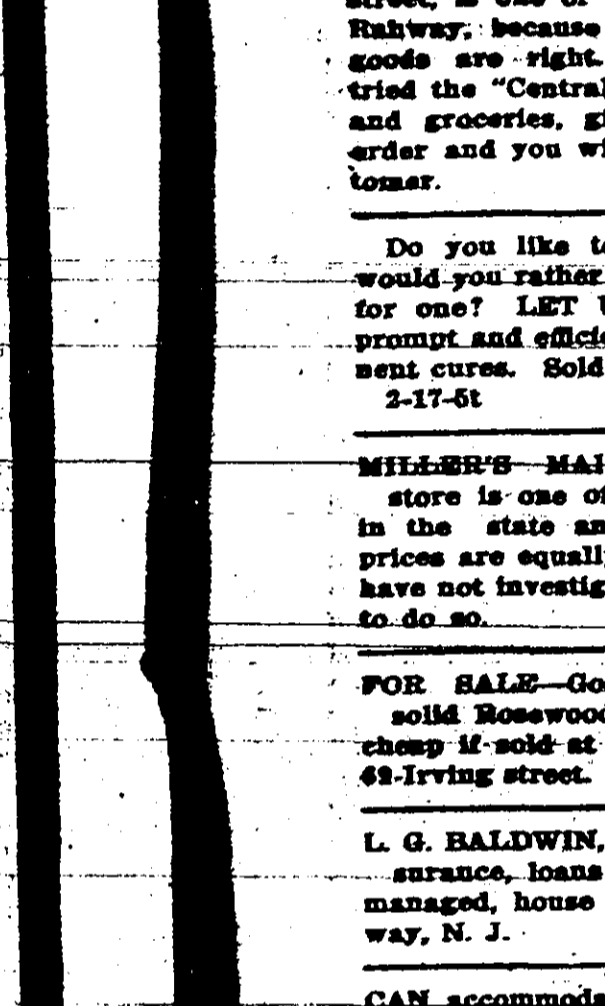 street, is one of
Rahway, because
goods are right.
tried the "Central
and groceries, gi
order and you wi
tomer.
Do you like to
would you rather
for one? LET U
prompt and efficie
nent cures. Sold
2-17-5t
MILLER'S MAI
store is one of
in the state an
prices are equally
have not investig
to do so.
FOR SALE—Go
solid Rosewood
cheap if sold at
69 Irving street.
L. G. BALDWIN,
surance, loans
managed, house
way, N. J.
CAN accommoda